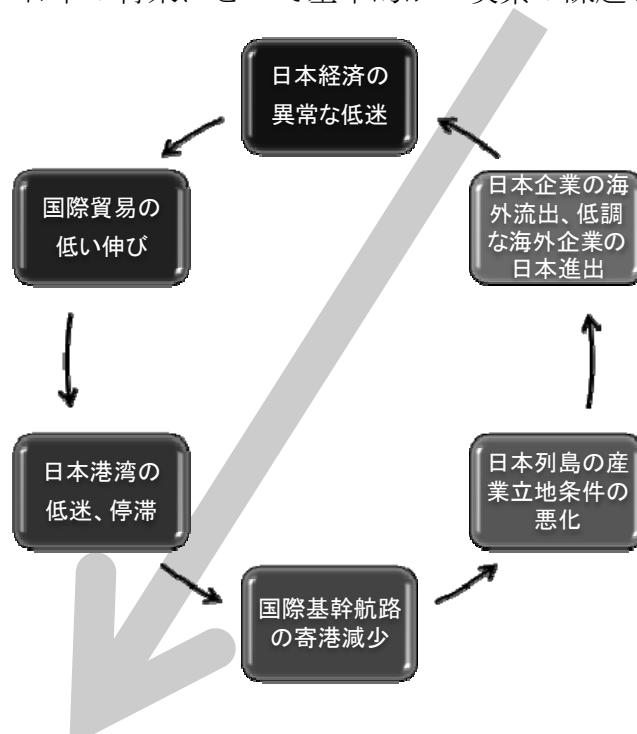 日本経済の
異常な低迷
国際貿易の
低い伸び
日本港湾の
低迷、停滞
国際基幹航路
の寄港減少
日本列島の産
業立地条件の
悪化
日本企業の海
外流出、低調
な海外企業の
日本進出